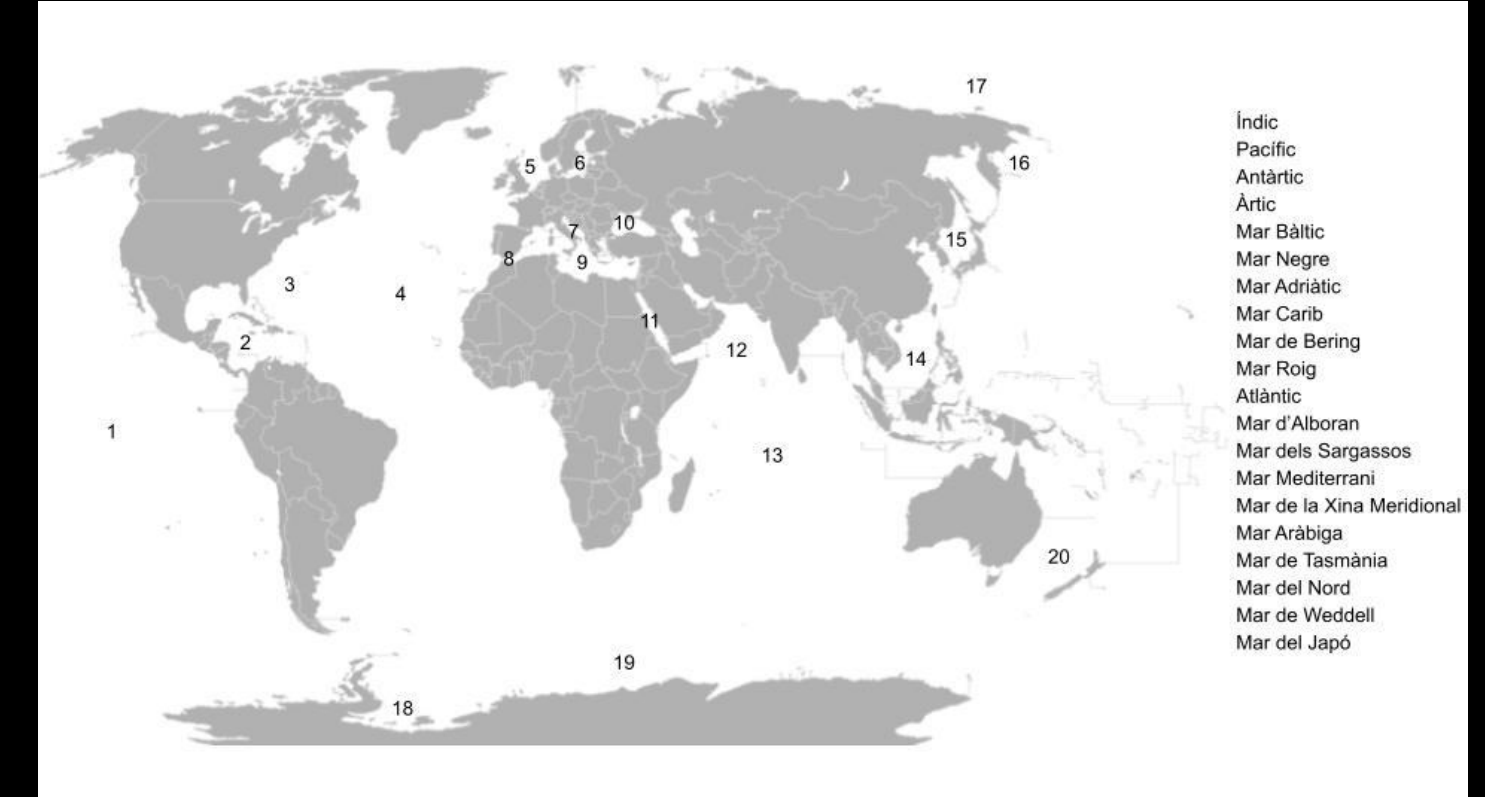 17
5
6
16
10
7
15
8
9
3
4
11
2
12
14
1
13
20
19
18
Índic
Pacífic
Antàrtic
Àrtic
Mar Bàltic
Mar Negre
Mar Adriàtic
Mar Carib
Mar de Bering
Mar Roig
Atlàntic
Mar d'Alboran
Mar dels Sargassos
Mar Mediterrani
Mar de la Xina Meridional
Mar Aràbiga
Mar de Tasmània
Mar del Nord
Mar de Weddell
Mar del Japó